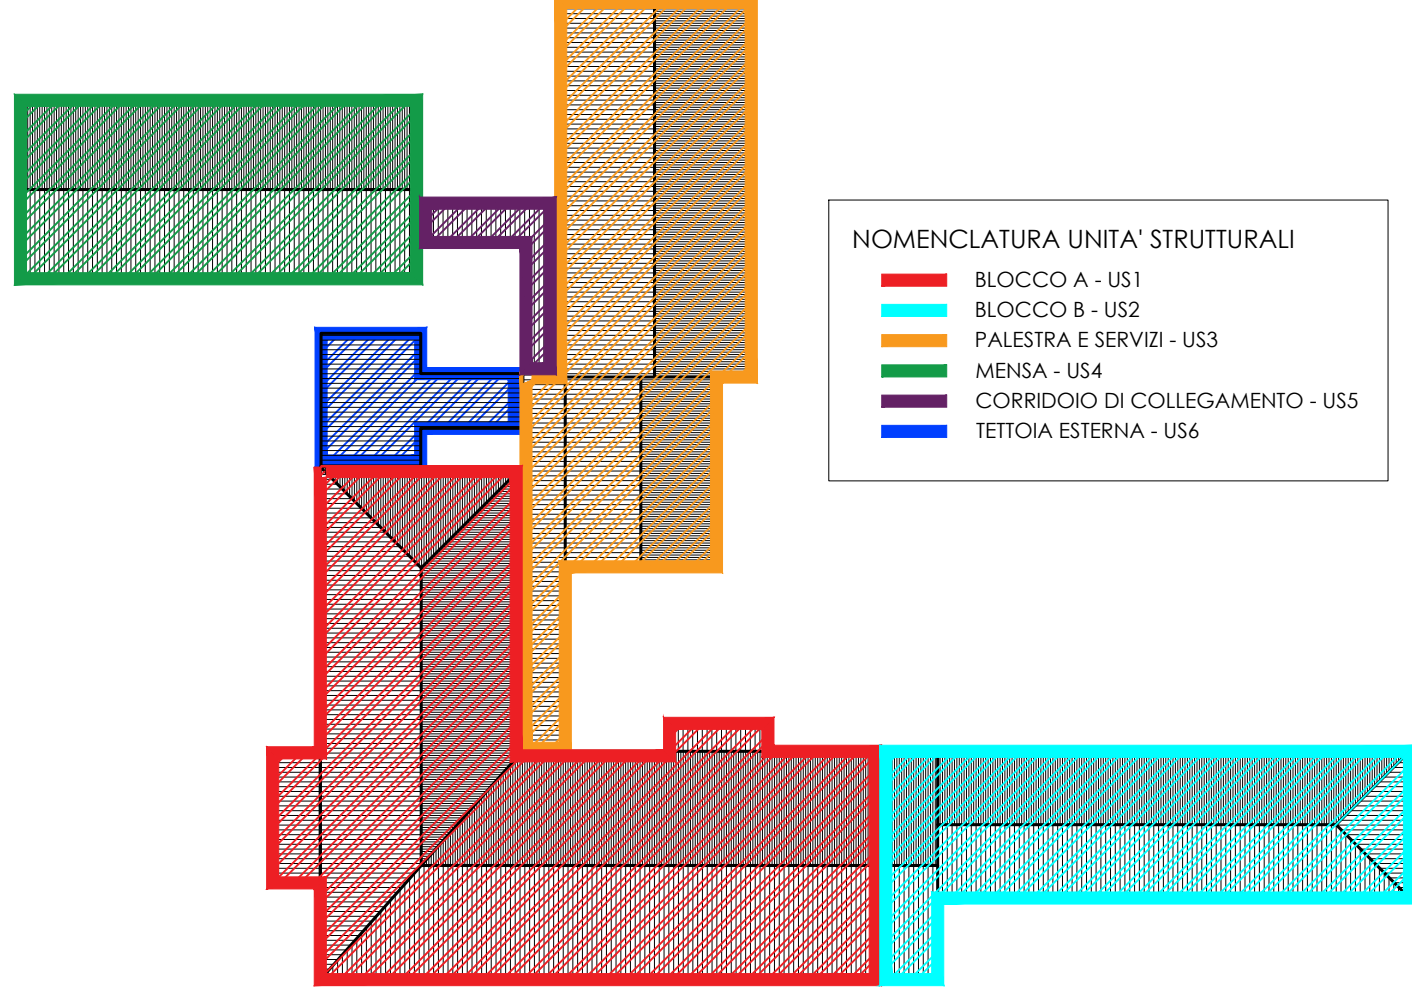 NOMENCLATURA UNITA' STRUTTURALI
BLOCCO A - US1
BLOCCO B - US2
PALESTRA E SERVIZI - US3
MENSA - US4
CORRIDOIO DI COLLEGAMENTO - US5
TETTOIA ESTERNA - US6